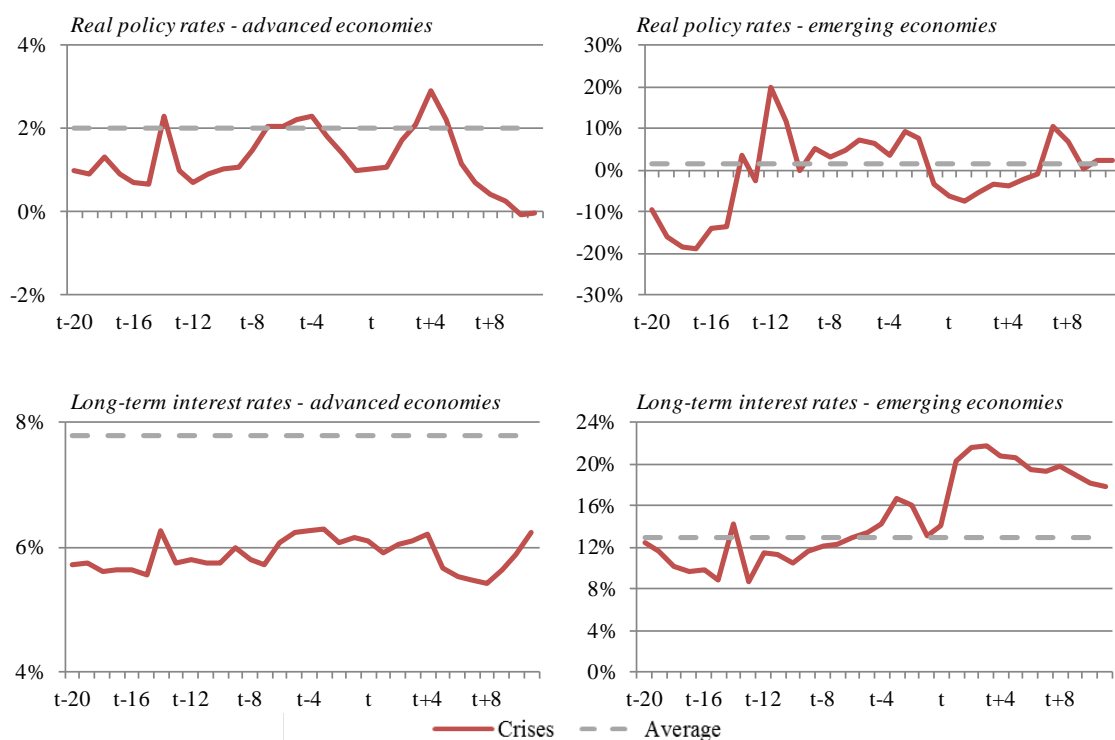 Real policy rates - advanced economies
4%
2%
0%
-2%
t-20 t-16 t-12 t-8 t-4 t t+4 t+8
Real policy rates - emerging economies
30%
20%
10%
0%
-10%
-20%
-30%
t-20 t-16 t-12 t-8 t-4 t t+4 t+8
Long-term interest rates - advanced economies
8%
6%
4%
t-20 t-16 t-12 t-8 t-4 t t+4 t+8
Long-term interest rates - emerging economies
24%
20%
16%
12%
8%
4%
0%
t-20 t-16 t-12 t-8 t-4 t t+4 t+8
Crises Average